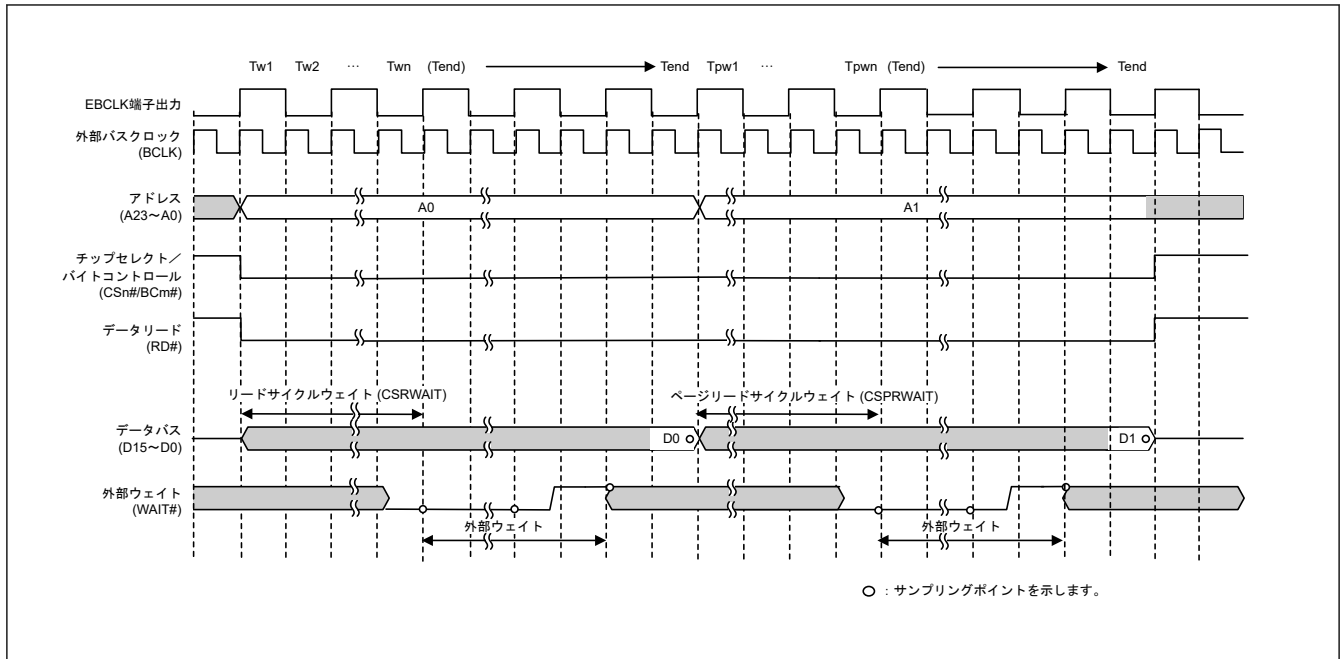 Tw1 Tw2 … Twn (Tend) Tend Tpw1 … Tpwn (Tend) Tend
EBCLK端子出力
外部バスクロック
(BCLK)
アドレス
(A23～A0)
A0 A1
チップセレクト／
バイトコントロール
(CSn#/BCm#)
データリード
(RD#)
リードサイクルウェイト (CSRWAIT) ページリードサイクルウェイト (CSPRWAIT)
データバス
(D15～D0)
D0 D1
外部ウェイト
(WAIT#)
外部ウェイト 外部ウェイト
：サンプリングポイントを示します。